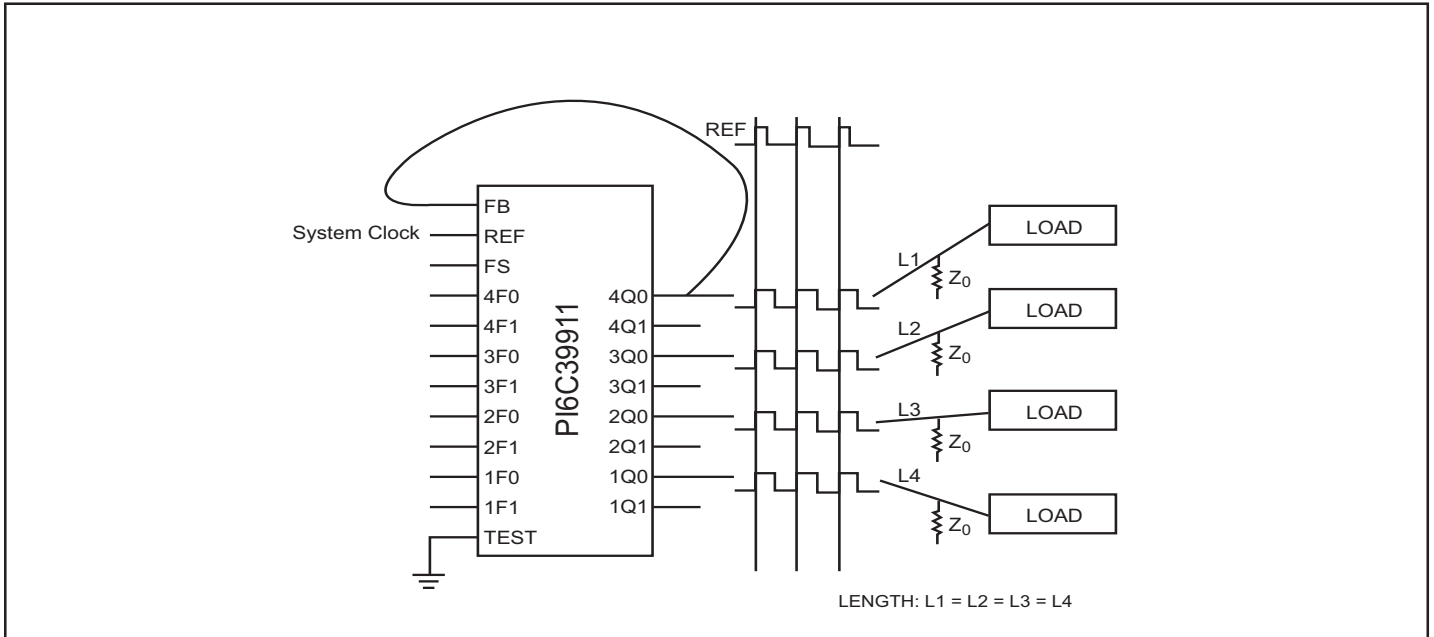 REF
FB
System Clock
REF
FS
4F0
4F1
3F0
3F1
2F0
2F1
1F0
1F1
TEST
PI6C39911
4Q0
4Q1
3Q0
3Q1
2Q0
2Q1
1Q0
1Q1
L1
Z0
LOAD
L2
Z0
LOAD
L3
Z0
LOAD
L4
Z0
LOAD
LENGTH: L1 = L2 = L3 = L4